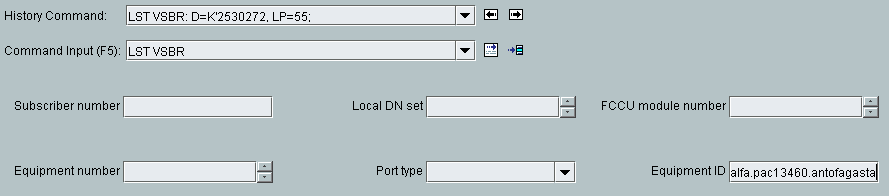 History Command: LST VSBR: D=K'2530272, LP=55;
Command Input (F5): LST VSBR
Subscriber number Local DN set FCCU module number
Equipment number Port type Equipment ID alfa.pac13460.antofagasta